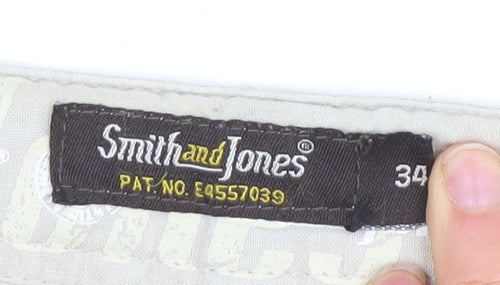 Smith and Jones ®
PAT. NO. E4557039
34